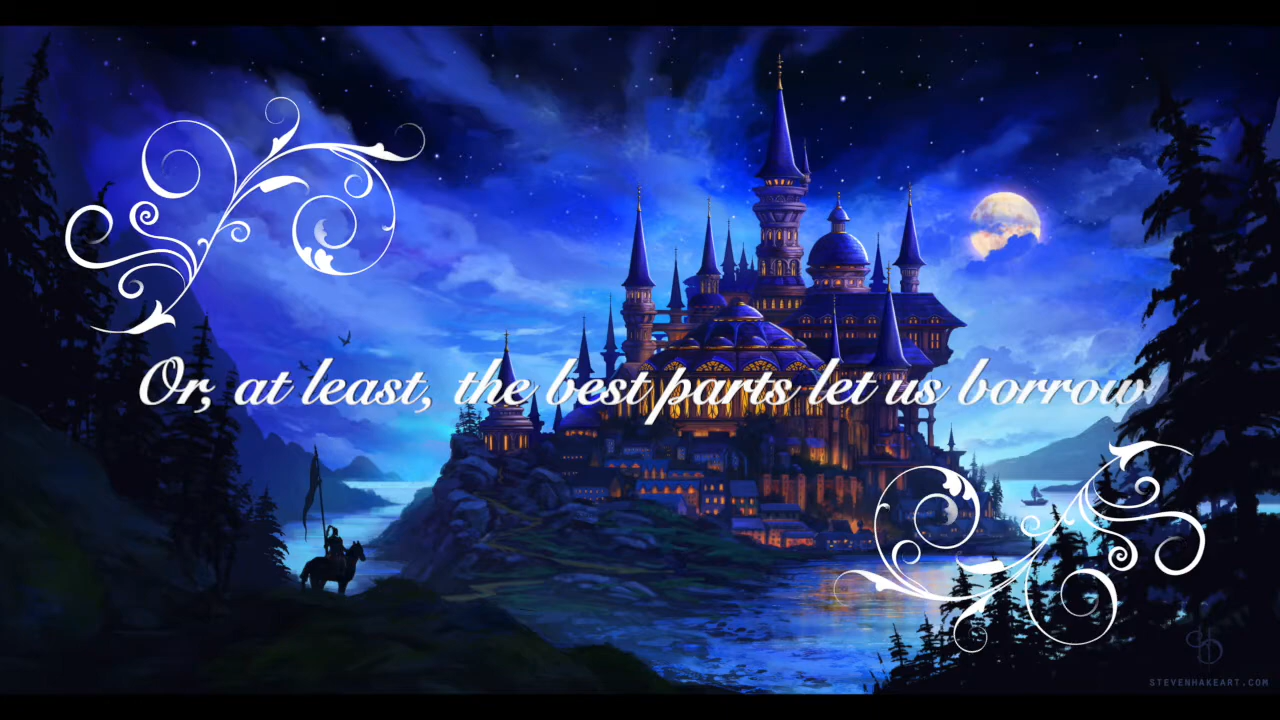 Or, at least, the best parts let us borrow
STEVENHAKEART.COM